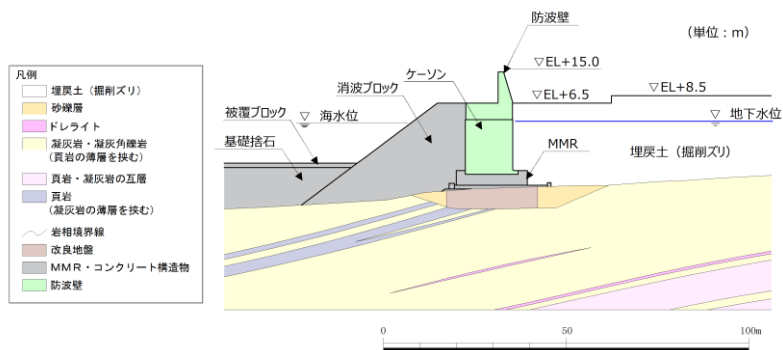 防波壁
(単位：m)
▽EL+15.0
ケーソン
消波ブロック
▽EL+8.5
▽EL+6.5
被覆ブロック
▽
海水位
▽
地下水位
基礎捨石
MMR
埋戻土（掘削ズリ）
凡例
埋戻土（掘削ズリ）
砂礫層
ドレライト
凝灰岩・凝灰角礫岩
(頁岩の薄層を挟む)
頁岩・凝灰岩の互層
頁岩
(凝灰岩の薄層を挟む)
岩相境界線
改良地盤
MMR・コンクリート構造物
防波壁
0
50
100m